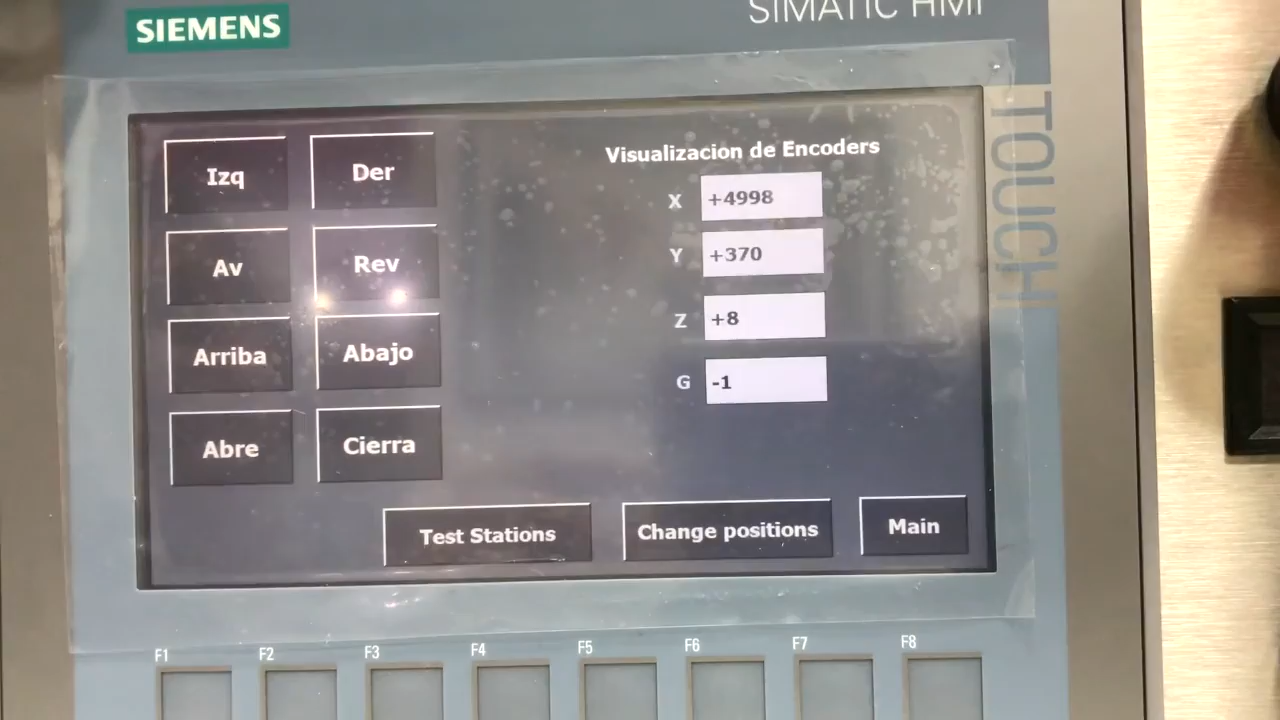 SIEMENS
SIMATIC HMI
TOUCH
Izq
Der
Visualizacion de Encoders
X
+4998
Av
Rev
Y
+370
Arriba
Abajo
Z
+8
G
-1
Abre
Cierra
Test Stations
Change positions
Main
F1
F2
F3
F4
F5
F6
F7
F8